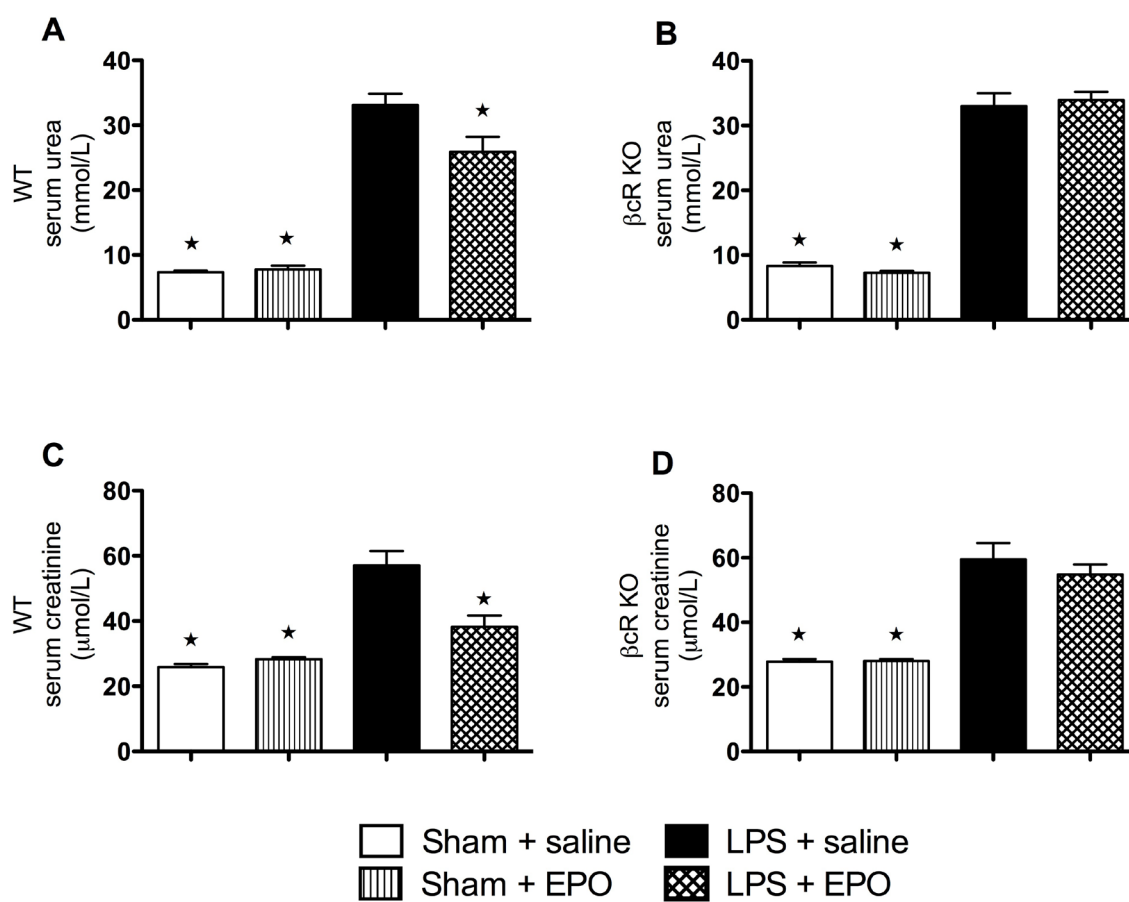 A
WT
serum urea
(mmol/L)
40
30
20
10
0
★
★
★
B
βcR KO
serum urea
(mmol/L)
40
30
20
10
0
★
★
C
WT
serum creatinine
(μmol/L)
80
60
40
20
0
★
★
★
D
βcR KO
serum creatinine
(μmol/L)
80
60
40
20
0
★
★
Sham + saline
LPS + saline
Sham + EPO
LPS + EPO